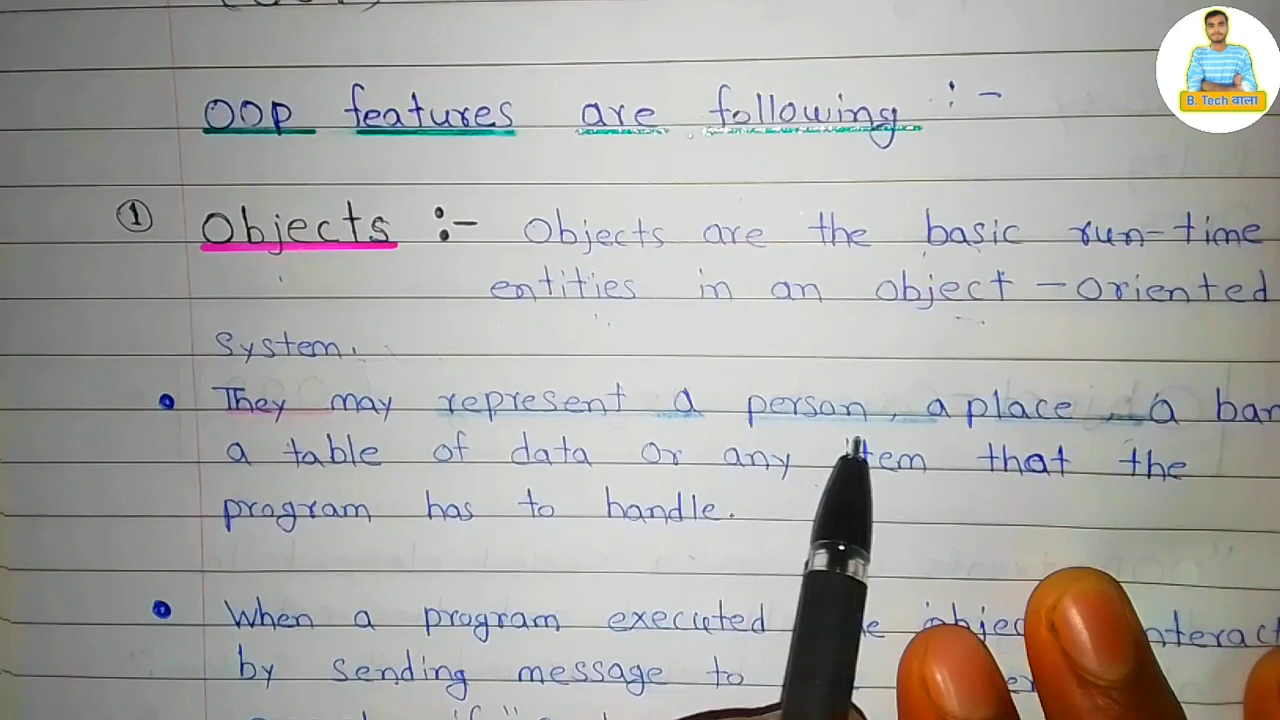 B. Tech वाला
OOP features are following :-
① Objects :- Objects are the basic run-time
entities in an object-oriented
System.
• They may represent a person, a place, a
a table of data or any item that the
program has to handle.
• When a program executed
by sending message to